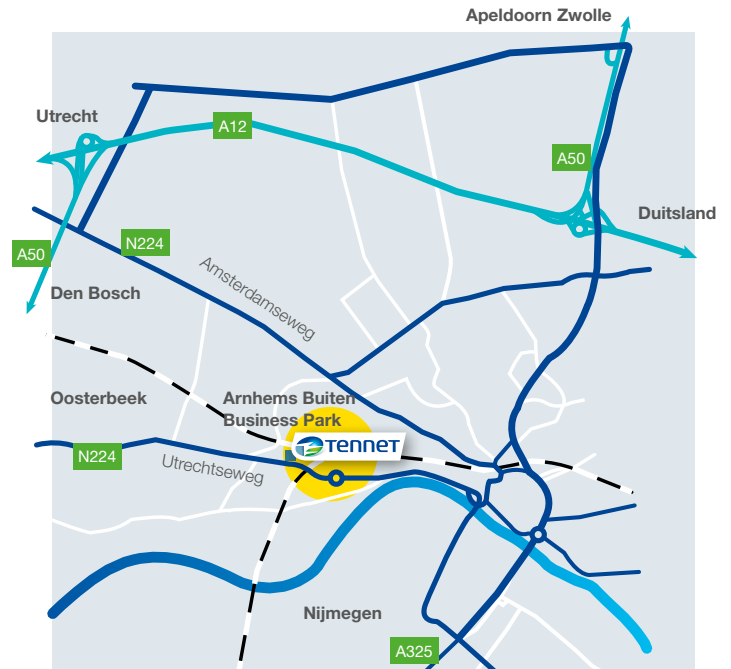 Apeldoorn Zwolle
Utrecht
A12
A50
Duitsland
N224
A50
Den Bosch
Amsterdamseweg
Oosterbeek
Arnhems Buiten
Business Park
TENNET
N224
Utrechtseweg
Nijmegen
A325